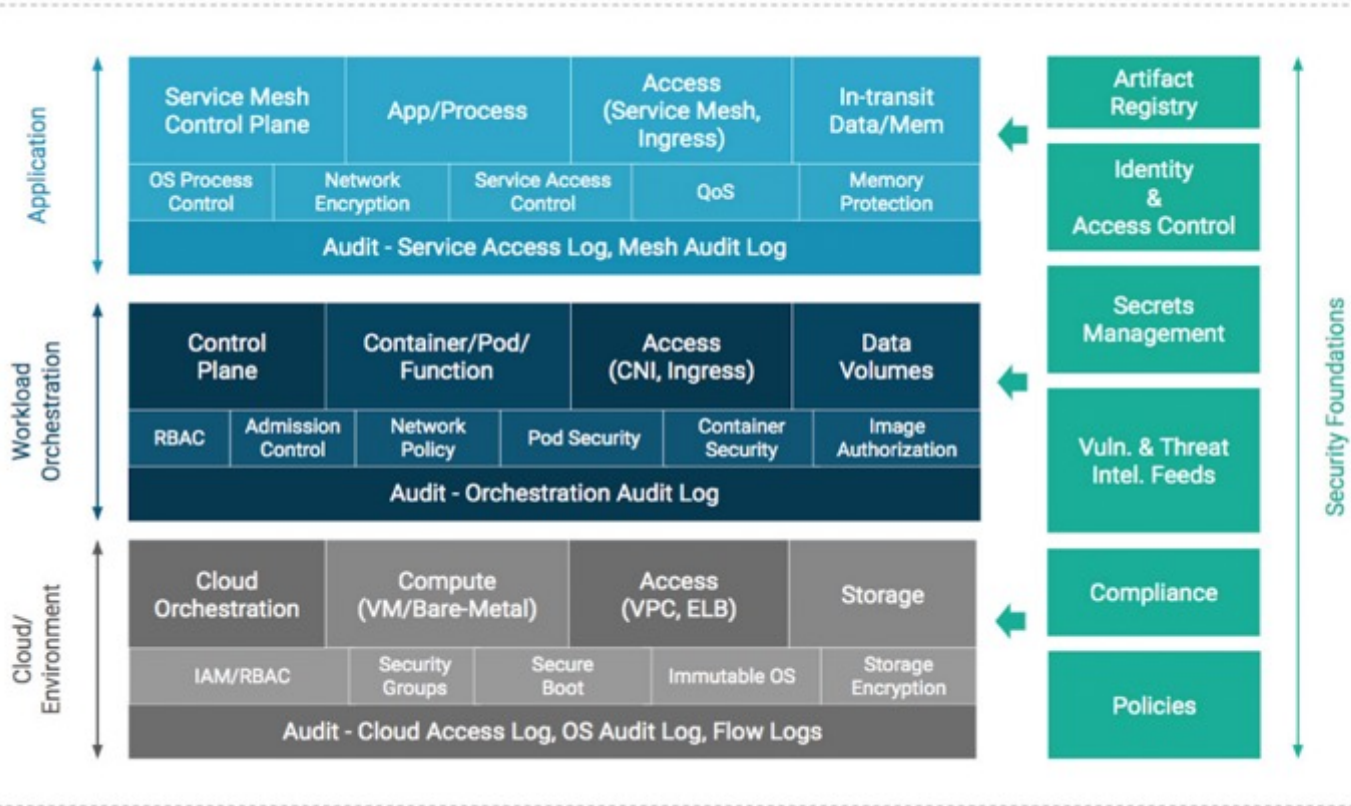 Application
Service Mesh
Control Plane
App/Process
Access
(Service Mesh,
Ingress)
In-transit
Data/Mem
OS Process
Control
Network
Encryption
Service Access
Control
QoS
Memory
Protection
Audit - Service Access Log, Mesh Audit Log
Workload
Orchestration
Control
Plane
Container/Pod/
Function
Access
(CNI, Ingress)
Data
Volumes
RBAC
Admission
Control
Network
Policy
Pod Security
Container
Security
Image
Authorization
Audit - Orchestration Audit Log
Cloud/
Environment
Cloud
Orchestration
Compute
(VM/Bare-Metal)
Access
(VPC, ELB)
Storage
IAM/RBAC
Security
Groups
Secure
Boot
Immutable OS
Storage
Encryption
Audit - Cloud Access Log, OS Audit Log, Flow Logs
Artifact
Registry
Identity
&
Access Control
Secrets
Management
Vuln. & Threat
Intel. Feeds
Compliance
Policies
Security Foundations